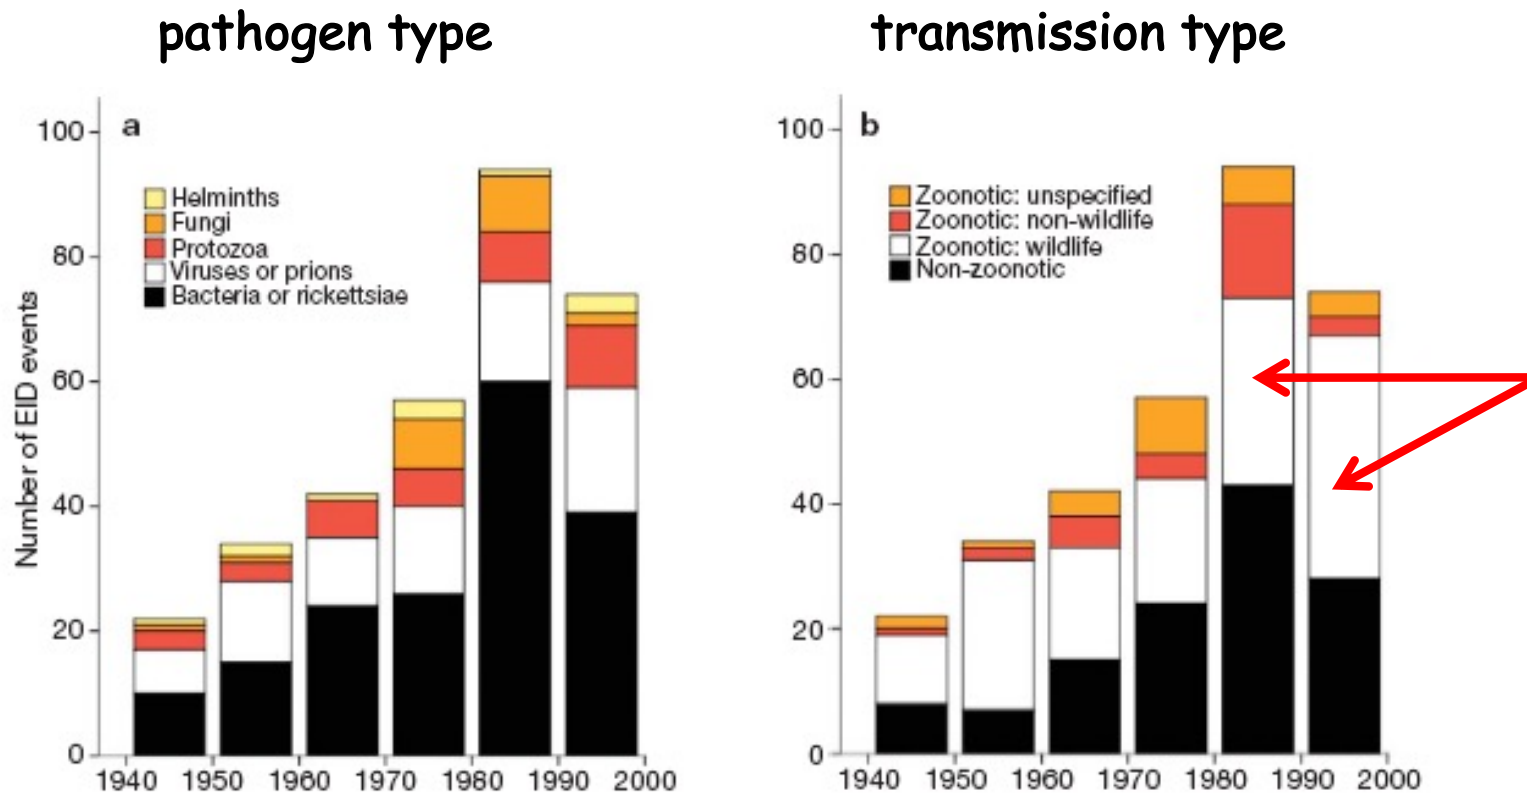 pathogen type
a
Helminths
Fungi
Protozoa
Viruses or prions
Bacteria or rickettsiae
Number of EID events
100
80
60
40
20
0
1940 1950 1960 1970 1980 1990 2000
transmission type
b
Zoonotic: unspecified
Zoonotic: non-wildlife
Zoonotic: wildlife
Non-zoonotic
100
80
60
40
20
0
1940 1950 1960 1970 1980 1990 2000